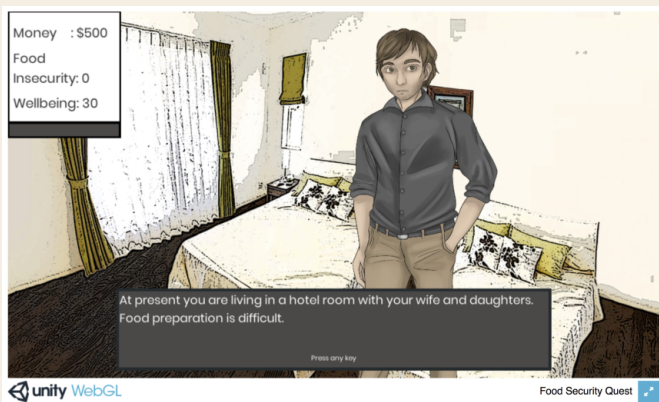 Money : $500
Food
Insecurity: 0
Wellbeing: 30
At present you are living in a hotel room with your wife and daughters.
Food preparation is difficult.
Press any key
unity WebGL
Food Security Quest